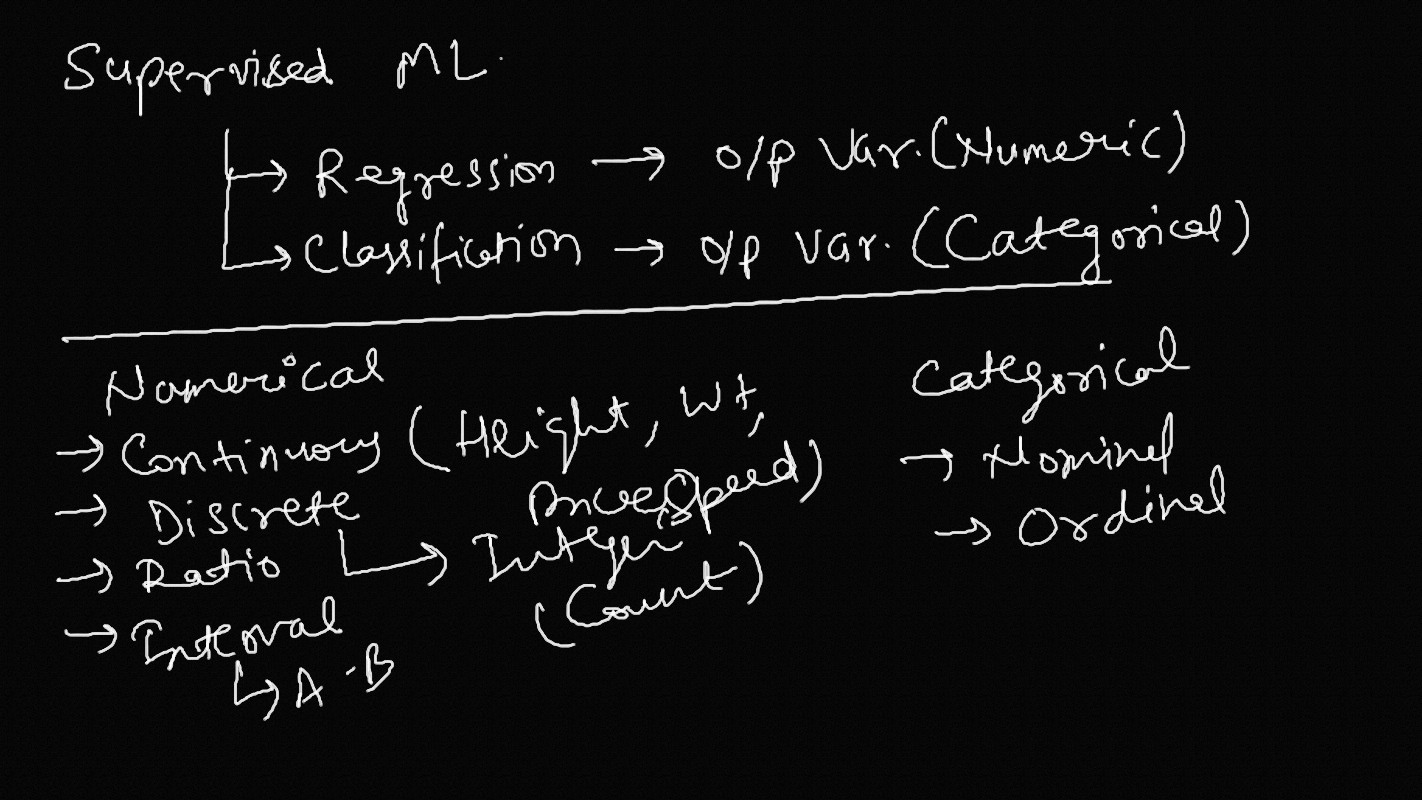 Supervised ML.
→ Regression → o/p Var. (Numeric)
→ Classification → o/p Var. (Categorical)
Numerical
→ Continuous (Height, Wt,
Speed)
→ Discrete
→ Integer
(Count)
→ Ratio
→ Interval
↳ A - B
Categorical
→ Nominal
→ Ordinal